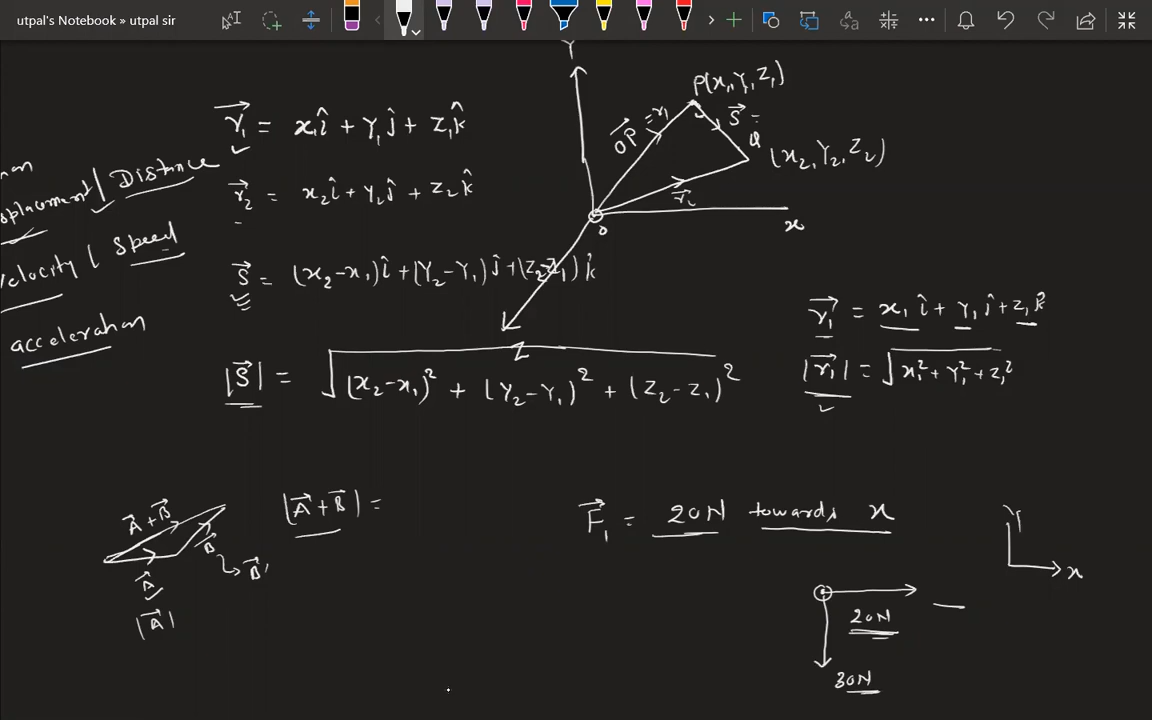 utpal's Notebook » utpal sir
Y
P(x₁, Y₁, Z₁)
r₁⃗ = x₁î + Y₁ĵ + Z₁k̂
OP⃗ = r₁
S⃗ =
Q (x₂, Y₂, Z₂)
Displacement / Distance
r₂⃗ = x₂î + Y₂ĵ + Z₂k̂
r₂⃗
o
x
Velocity / Speed
S⃗ = (x₂-x₁)î + (Y₂-Y₁)ĵ + (Z₂-Z₁)k̂
acceleration
Z
r₁⃗ = x₁î + Y₁ĵ + Z₁k̂
|S⃗| = √(x₂-x₁)² + (Y₂-Y₁)² + (Z₂-Z₁)²
|r₁⃗| = √x₁² + Y₁² + Z₁²
A⃗+B⃗
B⃗
B⃗'
A⃗
|A⃗|
|A⃗+B⃗| =
F₁⃗ = 20N towards x
Y
x
20N
30N